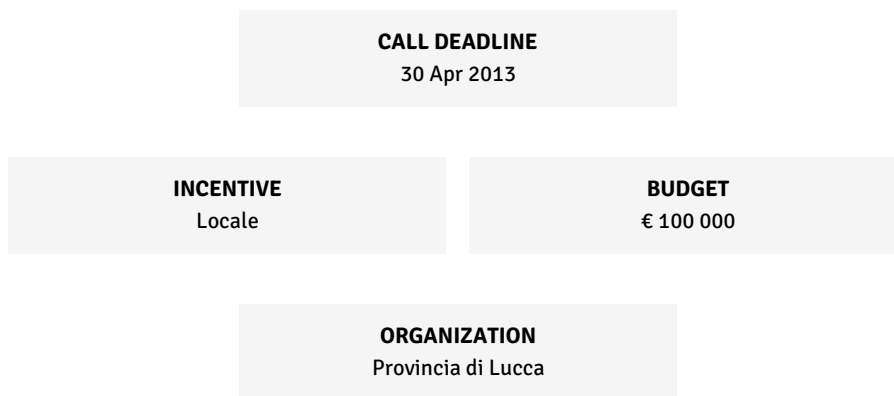 CALL DEADLINE
30 Apr 2013
INCENTIVE
Locale
BUDGET
€ 100 000
ORGANIZATION
Provincia di Lucca